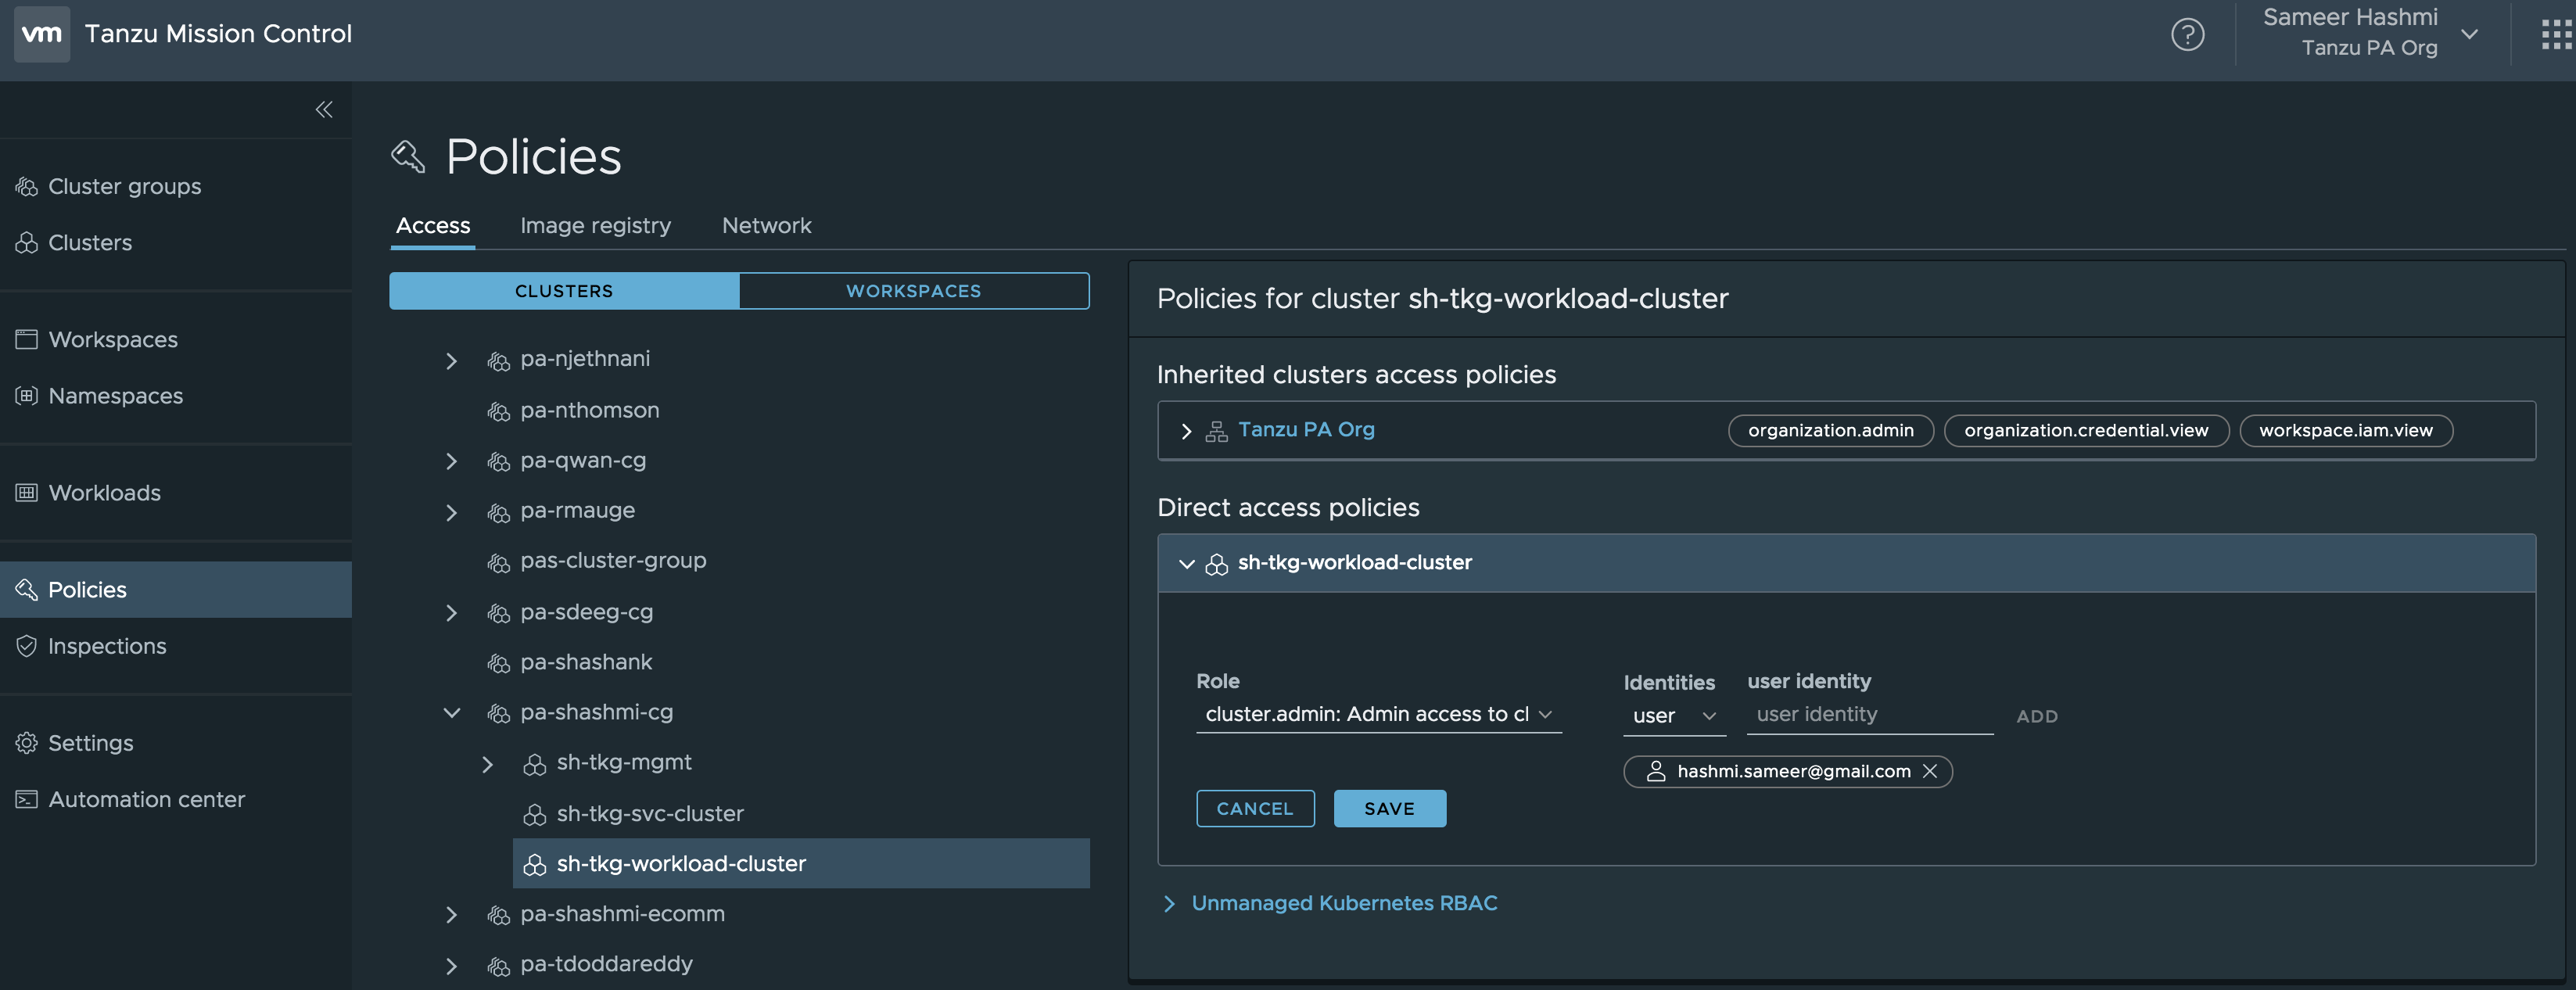 vm Tanzu Mission Control
Sameer Hashmi
Tanzu PA Org
Cluster groups
Clusters
Workspaces
Namespaces
Workloads
Policies
Inspections
Settings
Automation center
Policies
Access Image registry Network
CLUSTERS WORKSPACES
pa-njethnani
pa-nthomson
pa-qwan-cg
pa-rmauge
pas-cluster-group
pa-sdeeg-cg
pa-shashank
pa-shashmi-cg
sh-tkg-mgmt
sh-tkg-svc-cluster
sh-tkg-workload-cluster
pa-shashmi-ecomm
pa-tdoddareddy
Policies for cluster sh-tkg-workload-cluster
Inherited clusters access policies
Tanzu PA Org organization.admin organization.credential.view workspace.iam.view
Direct access policies
sh-tkg-workload-cluster
Role Identities user identity
cluster.admin: Admin access to cl user user identity ADD
hashmi.sameer@gmail.com
CANCEL SAVE
Unmanaged Kubernetes RBAC